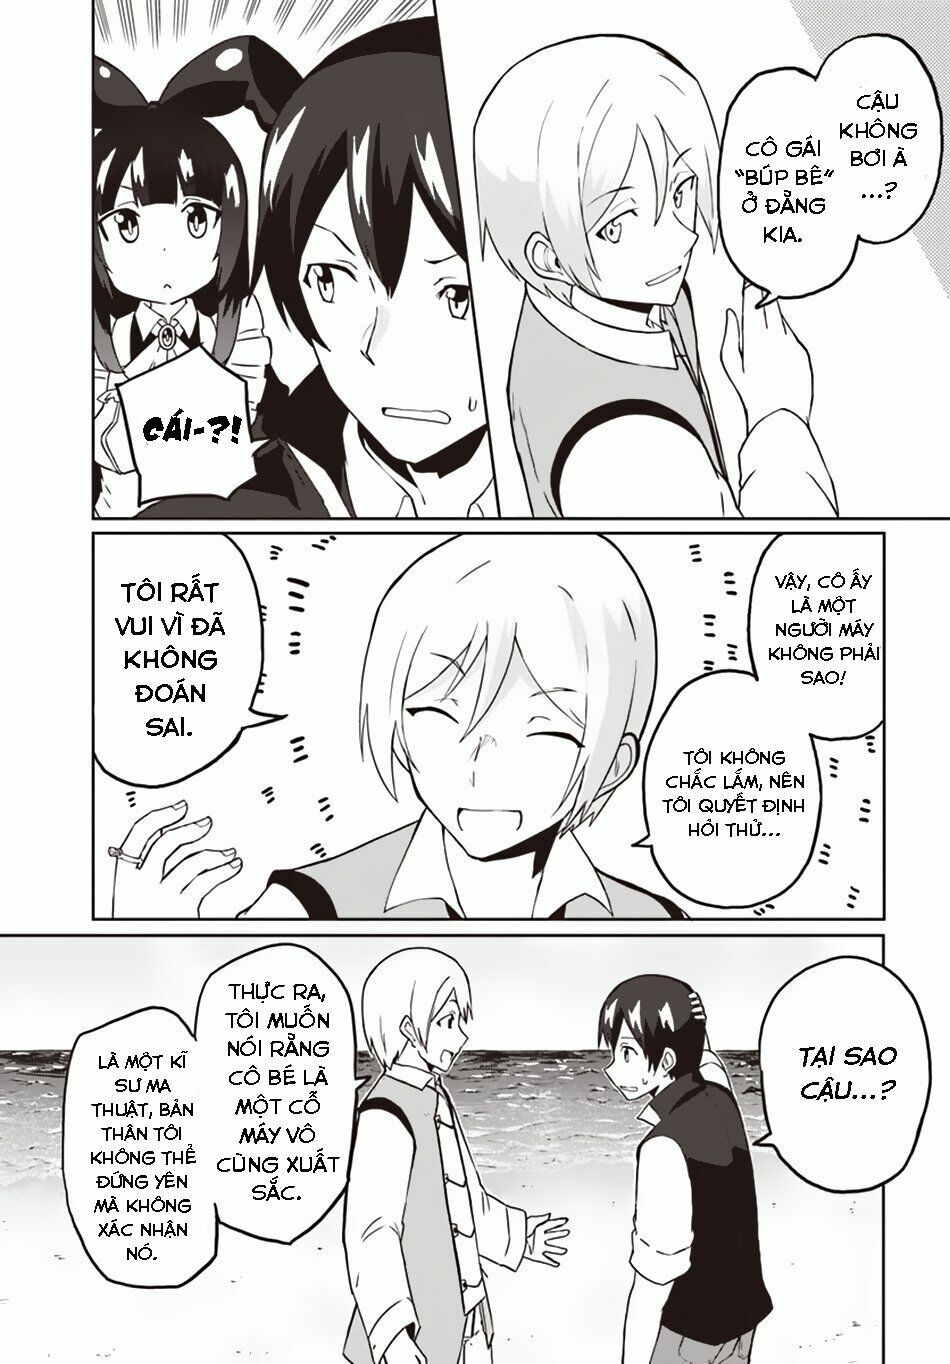 CẬU
KHÔNG
BƠI À
...?
CÔ GÁI
"BÚP BÊ"
Ở ĐẰNG
KIA.
CÁI-?!
VẬY, CÔ ẤY
LÀ MỘT
NGƯỜI MÁY
KHÔNG PHẢI
SAO!
TÔI KHÔNG
CHẮC LẮM, NÊN
TÔI QUYẾT ĐỊNH
HỎI THỬ...
TÔI RẤT
VUI VÌ ĐÃ
KHÔNG
ĐOÁN
SAI.
TẠI SAO
CẬU...?
THỰC RA,
TÔI MUỐN
NÓI RẰNG
CÔ BÉ LÀ
MỘT CỖ
MÁY VÔ
CÙNG XUẤT
SẮC.
LÀ MỘT KĨ
SƯ MA
THUẬT, BẢN
THÂN TÔI
KHÔNG THỂ
ĐỨNG YÊN
MÀ KHÔNG
XÁC NHẬN
NÓ.